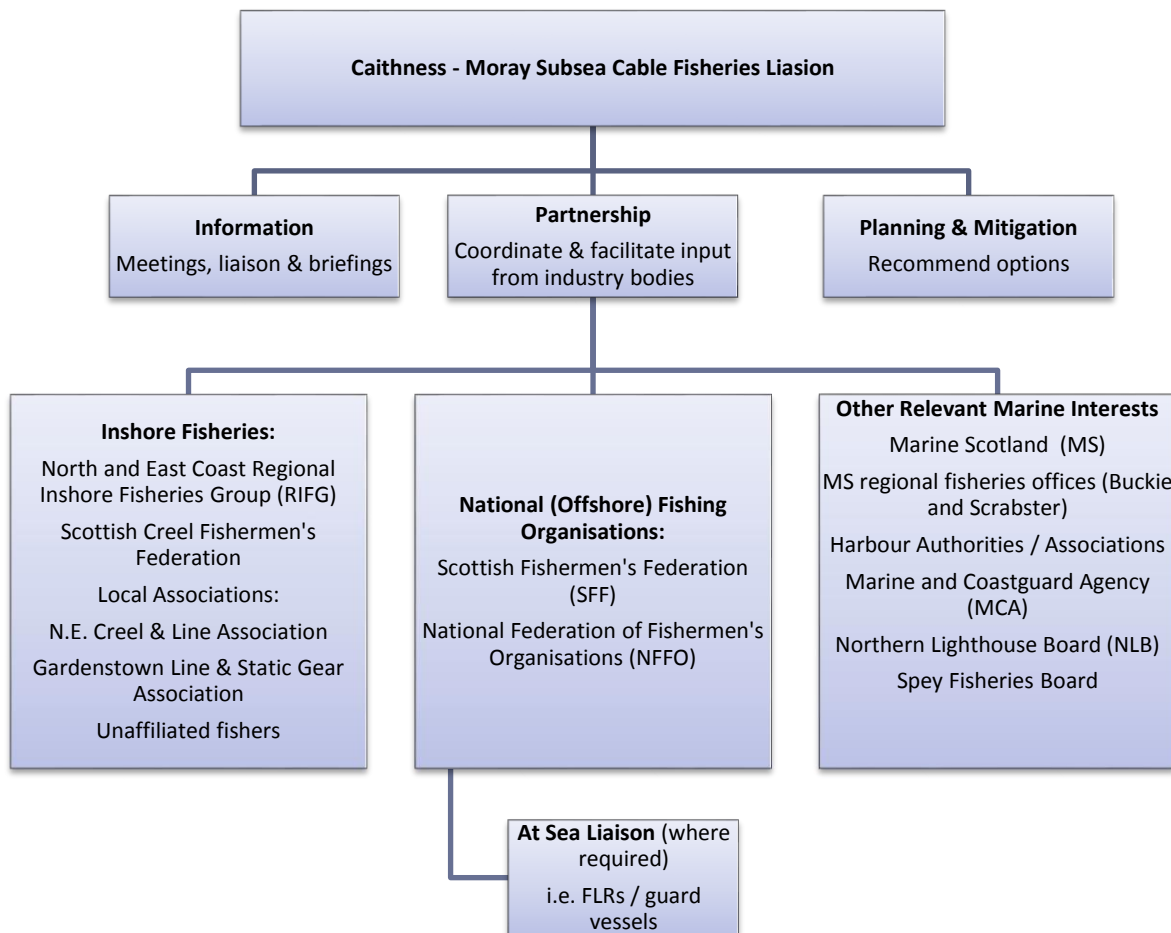 Caithness - Moray Subsea Cable Fisheries Liasion
Information
Meetings, liaison & briefings
Partnership
Coordinate & facilitate input
from industry bodies
Planning & Mitigation
Recommend options
Inshore Fisheries:
North and East Coast Regional
Inshore Fisheries Group (RIFG)
Scottish Creel Fishermen's
Federation
Local Associations:
N.E. Creel & Line Association
Gardenstown Line & Static Gear
Association
Unaffiliated fishers
National (Offshore) Fishing
Organisations:
Scottish Fishermen's Federation
(SFF)
National Federation of Fishermen's
Organisations (NFFO)
Other Relevant Marine Interests
Marine Scotland (MS)
MS regional fisheries offices (Buckie
and Scrabster)
Harbour Authorities / Associations
Marine and Coastguard Agency
(MCA)
Northern Lighthouse Board (NLB)
Spey Fisheries Board
At Sea Liaison (where
required)
i.e. FLRs / guard
vessels